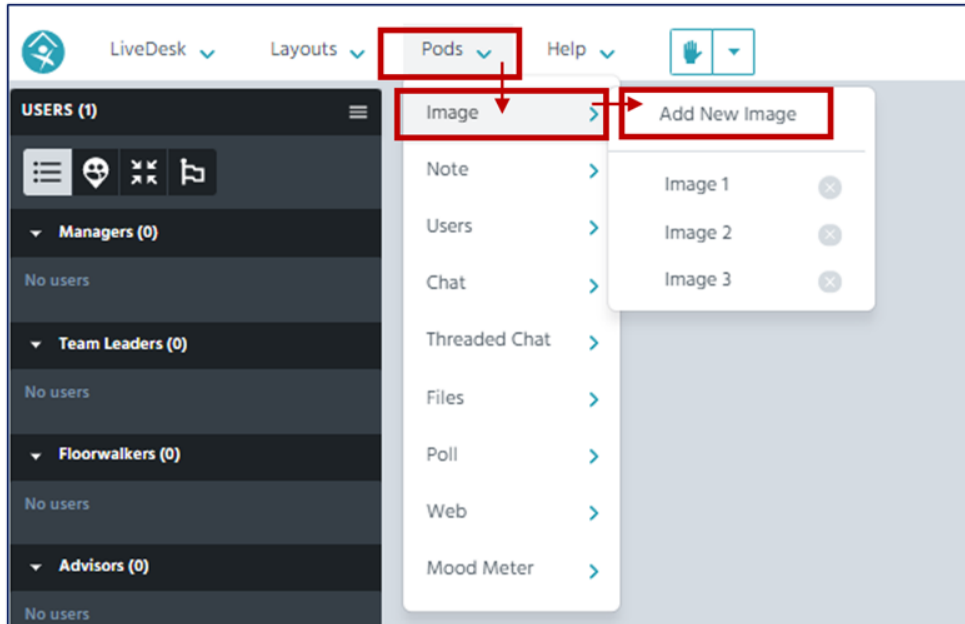 LiveDesk Layouts Pods Help
USERS (1)
Managers (0)
No users
Team Leaders (0)
No users
Floorwalkers (0)
No users
Advisors (0)
No users
Image
Note
Users
Chat
Threaded Chat
Files
Poll
Web
Mood Meter
Add New Image
Image 1
Image 2
Image 3